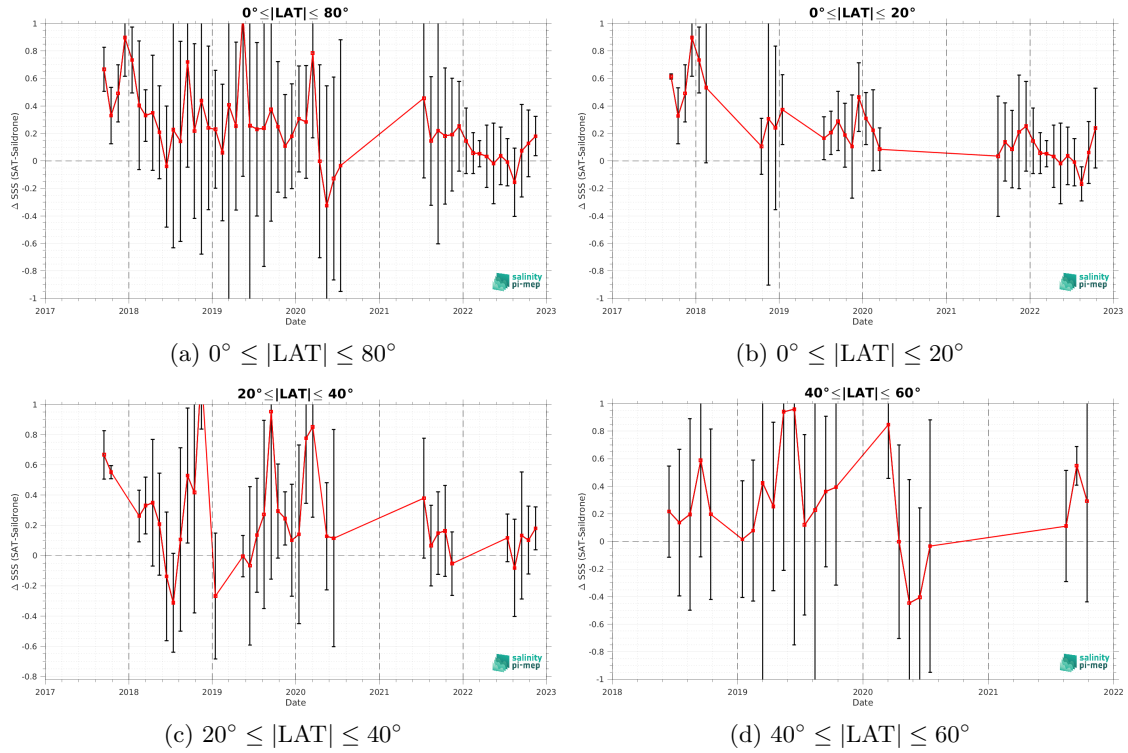 0°≤|LAT|≤ 80°
Δ SSS (SAT-Saildrone)
1
0.8
0.6
0.4
0.2
0
-0.2
-0.4
-0.6
-0.8
-1
2017 2018 2019 2020 2021 2022 2023
Date
salinity
pi-mep
(a) 0° ≤ |LAT| ≤ 80°
0°≤|LAT|≤ 20°
Δ SSS (SAT-Saildrone)
1
0.8
0.6
0.4
0.2
0
-0.2
-0.4
-0.6
-0.8
-1
2017 2018 2019 2020 2021 2022 2023
Date
salinity
pi-mep
(b) 0° ≤ |LAT| ≤ 20°
20°≤|LAT|≤ 40°
Δ SSS (SAT-Saildrone)
1
0.8
0.6
0.4
0.2
0
-0.2
-0.4
-0.6
-0.8
2017 2018 2019 2020 2021 2022 2023
Date
salinity
pi-mep
(c) 20° ≤ |LAT| ≤ 40°
40°≤|LAT|≤ 60°
Δ SSS (SAT-Saildrone)
1
0.8
0.6
0.4
0.2
0
-0.2
-0.4
-0.6
-0.8
-1
2018 2019 2020 2021 2022
Date
salinity
pi-mep
(d) 40° ≤ |LAT| ≤ 60°